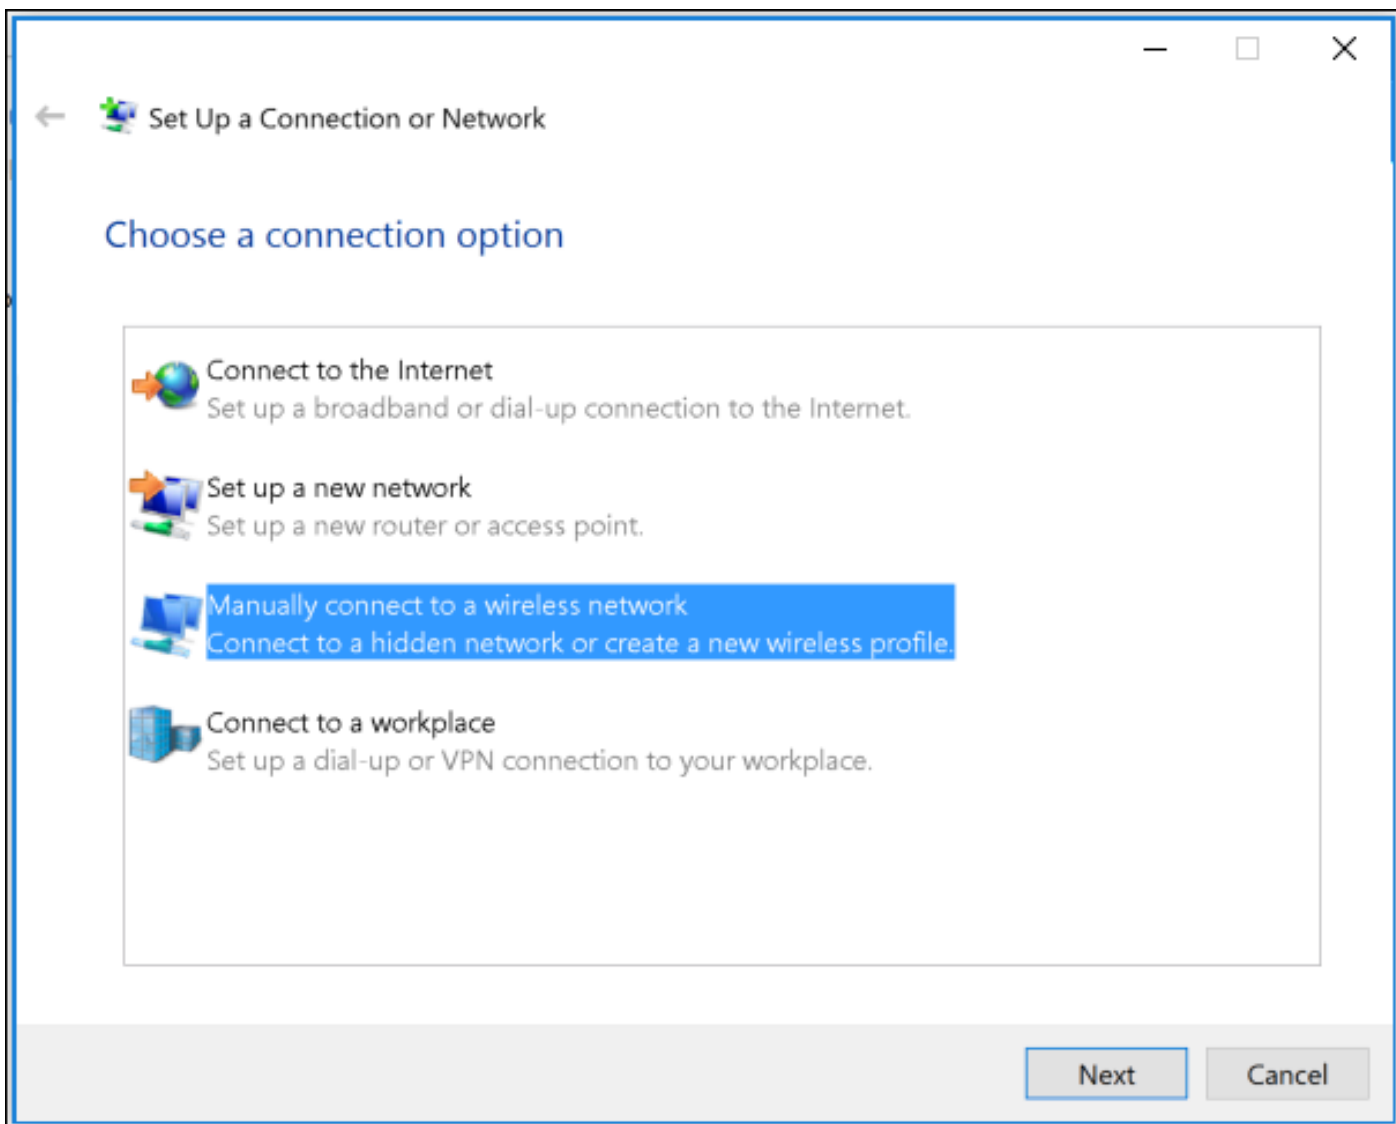 Set Up a Connection or Network
Choose a connection option
Connect to the Internet
Set up a broadband or dial-up connection to the Internet.
Set up a new network
Set up a new router or access point.
Manually connect to a wireless network
Connect to a hidden network or create a new wireless profile.
Connect to a workplace
Set up a dial-up or VPN connection to your workplace.
Next Cancel